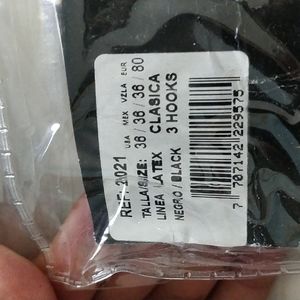 REF: 2021
USA MEX VZLA EUR
TALLA/SIZE: 36 / 36 / 36 / 80
LINEA LATEX CLASICA
NEGRO / BLACK 3 HOOKS
7 707142 229575